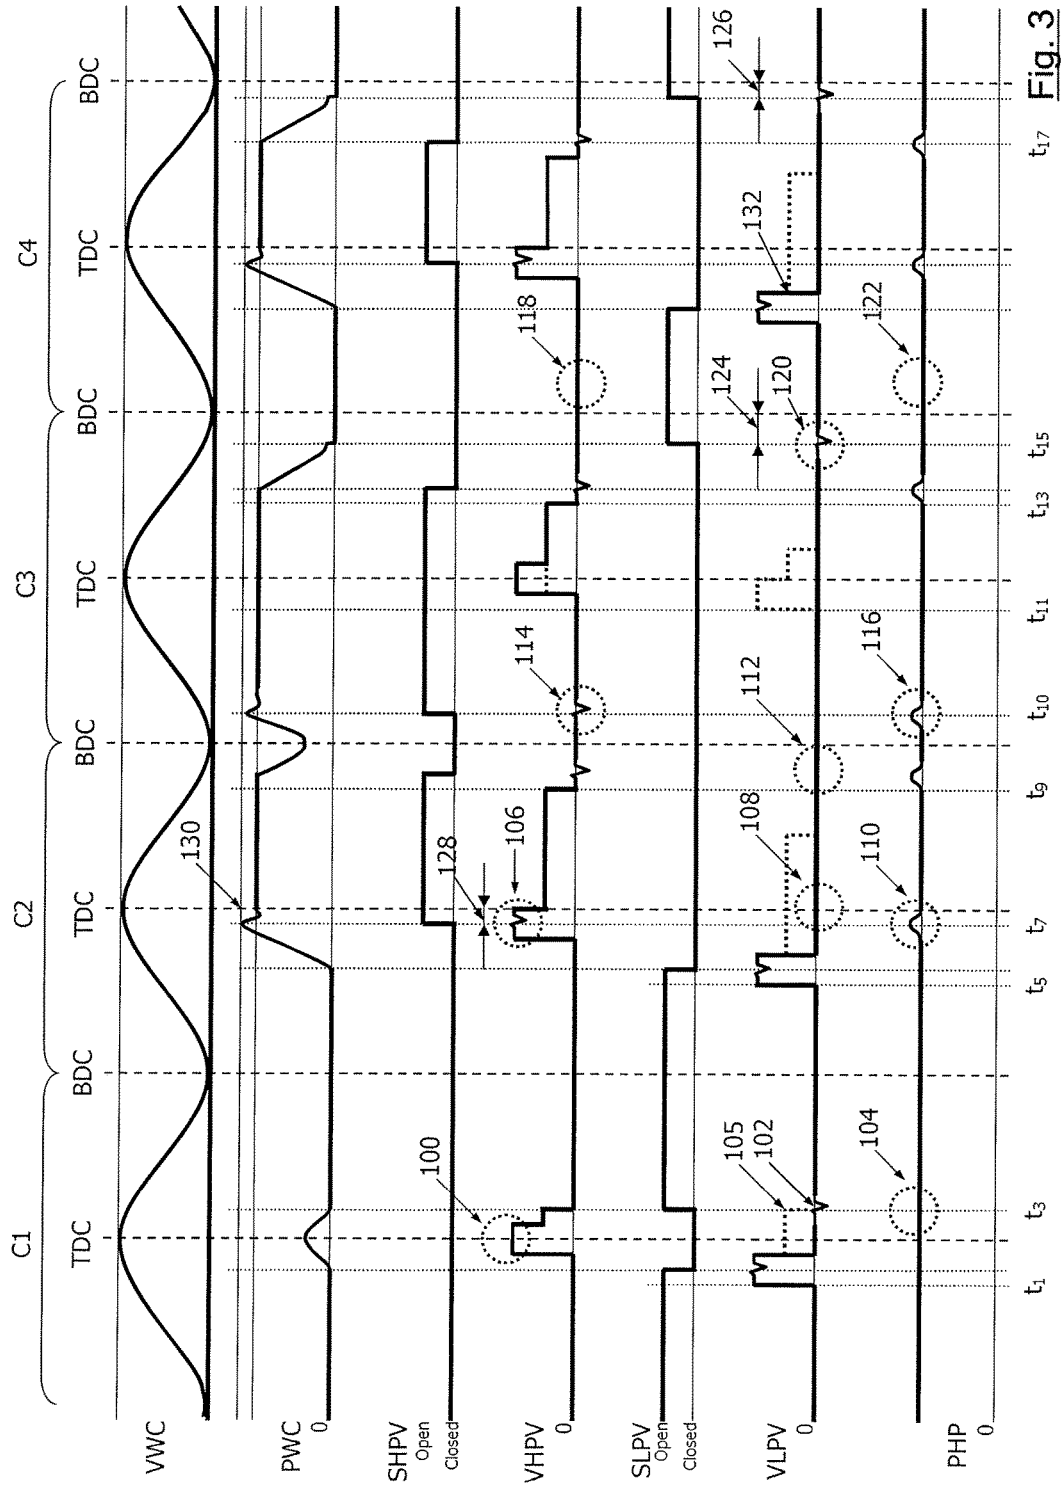 C1
C2
C3
C4
TDC
BDC
TDC
BDC
TDC
BDC
TDC
BDC
VWC
130
PWC
0
SHPV
Open
Closed
128
106
100
114
118
VHPV
0
SLPV
Open
Closed
105
102
108
112
124
120
132
126
VLPV
0
104
110
116
122
PHP
0
t1
t3
t5
t7
t9
t10
t11
t13
t15
t17
Fig. 3